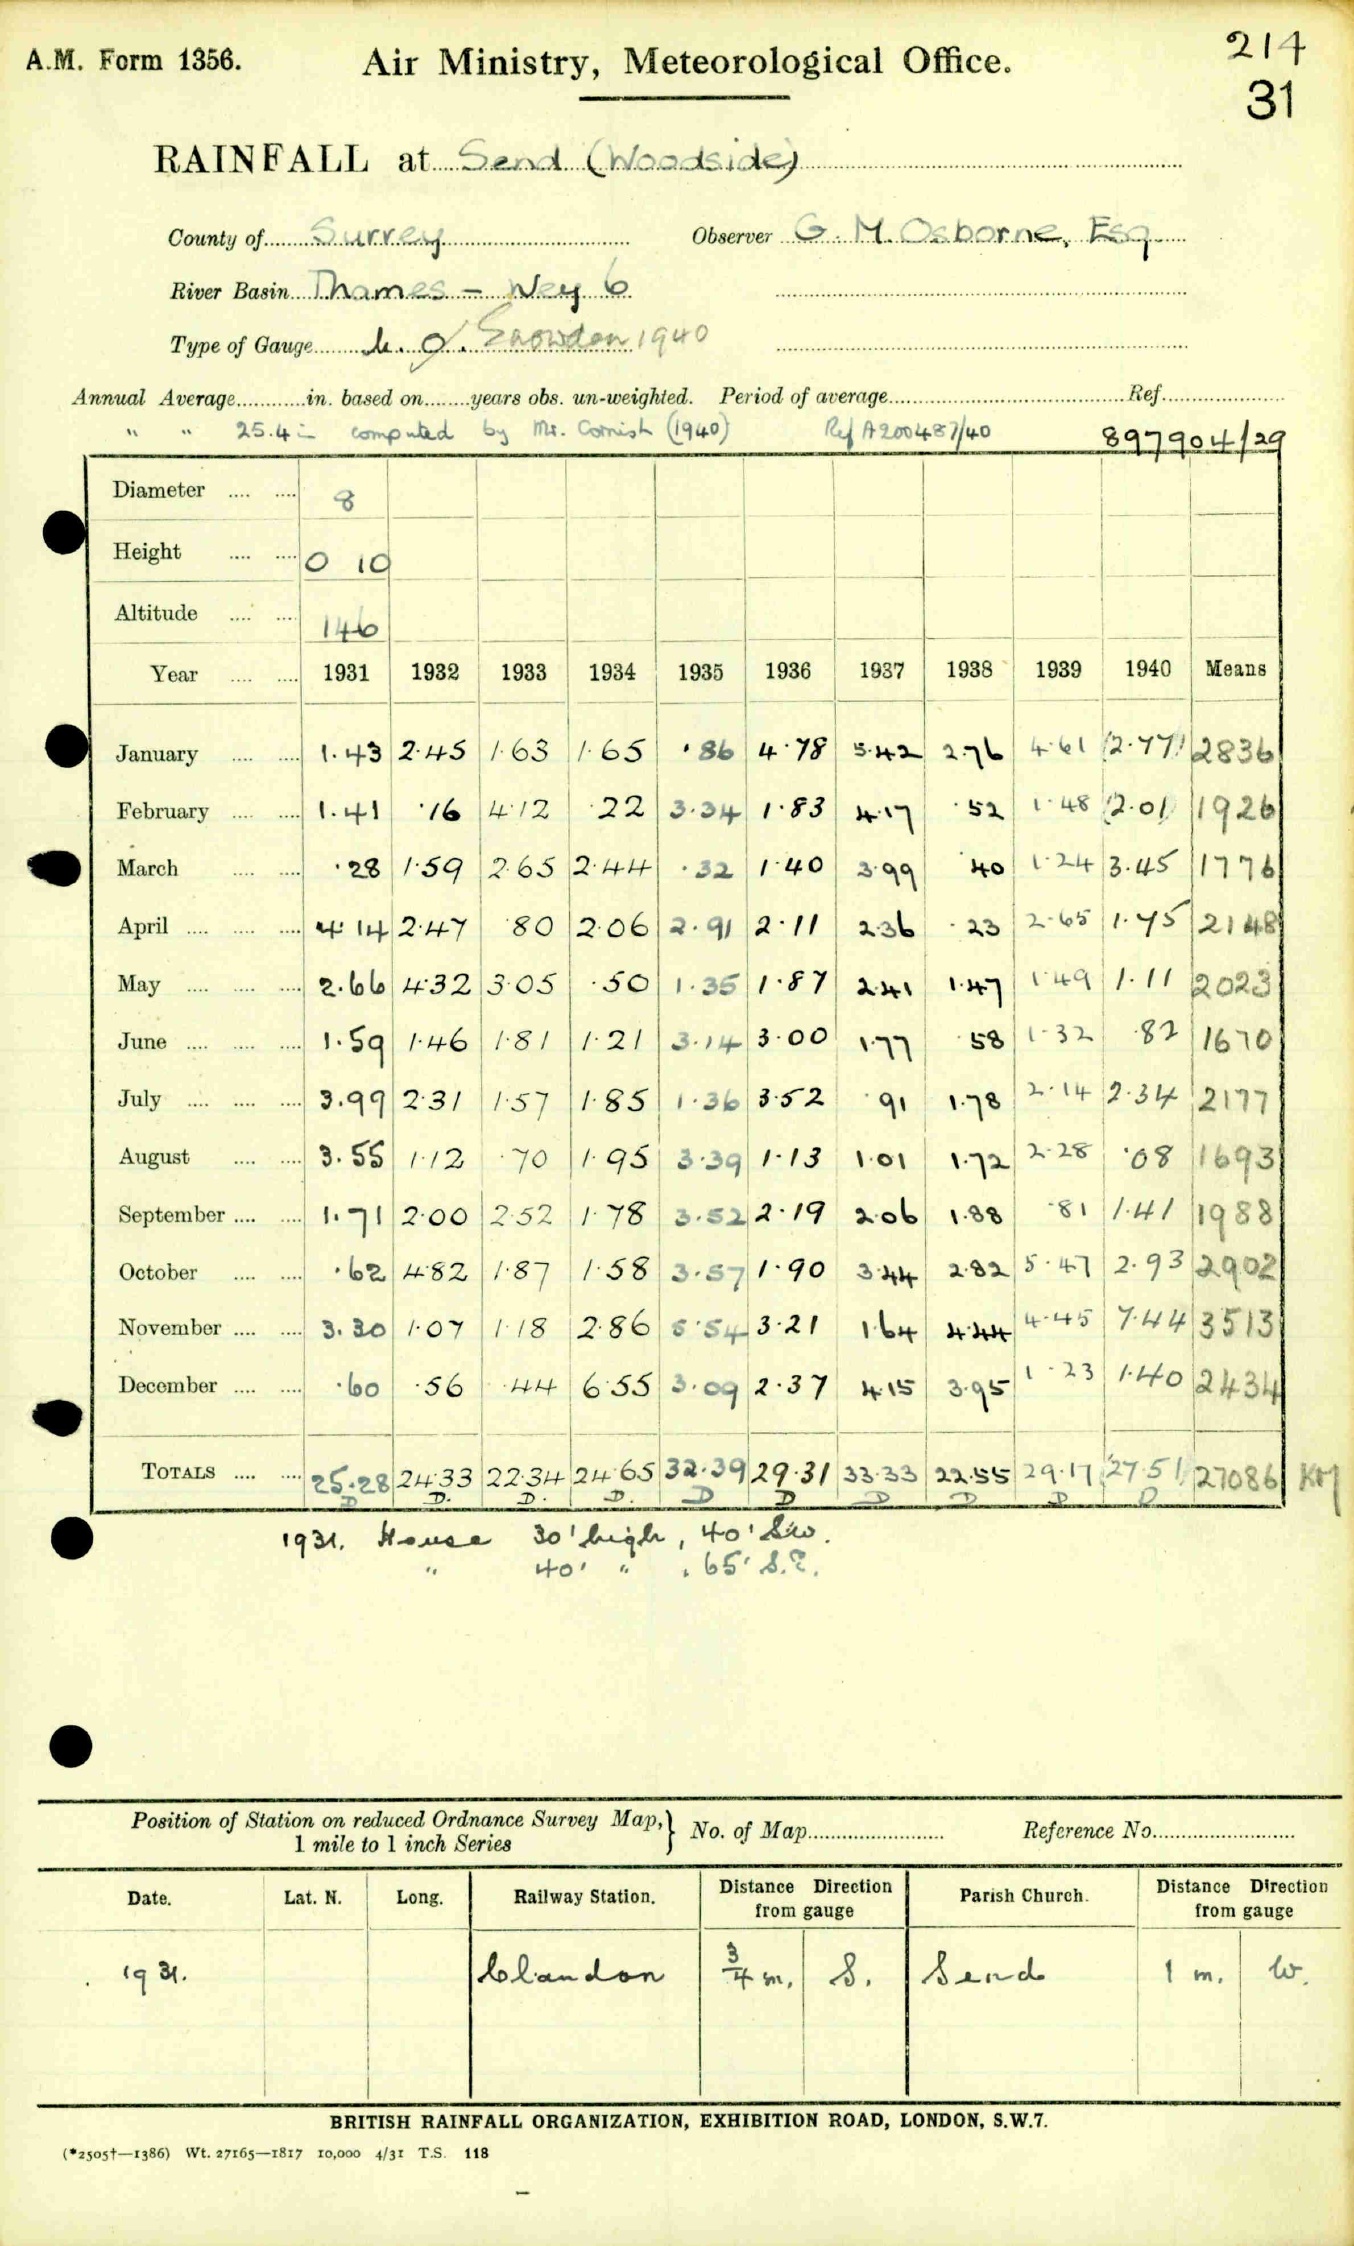 A.M. Form 1356.
Air Ministry, Meteorological Office.
214
31
RAINFALL at Send (Woodside)
County of Surrey Observer G. M. Osborne, Esq.
River Basin Thames - Wey 6
Type of Gauge M. O. Snowdon 1940
Annual Average in. based on years obs. un-weighted. Period of average Ref.
" " 25.4 in computed by Mr. Cornish (1940) Ref A200487/40 897904/29
Diameter 8
Height 0 10
Altitude 146
Year 1931 1932 1933 1934 1935 1936 1937 1938 1939 1940 Means
January 1.43 2.45 1.63 1.65 .86 4.78 5.42 2.76 4.61 (2.77) 2836
February 1.41 .16 4.12 .22 3.34 1.83 4.17 .52 1.48 (2.01) 1926
March .28 1.59 2.65 2.44 .32 1.40 3.99 .40 1.24 3.45 1776
April 4.14 2.47 .80 2.06 2.91 2.11 2.36 .23 2.65 1.75 2148
May 2.66 4.32 3.05 .50 1.35 1.87 2.41 1.47 1.49 1.11 2023
June 1.59 1.46 1.81 1.21 3.14 3.00 1.77 .58 1.32 .82 1670
July 3.99 2.31 1.57 1.85 1.36 3.52 .91 1.78 2.14 2.34 2177
August 3.55 1.12 .70 1.95 3.39 1.13 1.01 1.72 2.28 .08 1693
September 1.71 2.00 2.52 1.78 3.52 2.19 2.06 1.88 .81 1.41 1988
October .62 4.82 1.87 1.58 3.57 1.90 3.44 2.82 5.47 2.93 2902
November 3.30 1.07 1.18 2.86 5.54 3.21 1.64 4.44 4.45 7.44 3513
December .60 .56 .44 6.55 3.09 2.37 4.15 3.95 1.23 1.40 2434
TOTALS 25.28 24.33 22.34 24.65 32.39 29.31 33.33 22.55 29.17 (27.51) 27086
D D. D. D. D D D D D D
1931. House 30' high, 40' SW.
" 40' " , 65' S.E.
Position of Station on reduced Ordnance Survey Map, } No. of Map Reference No.
1 mile to 1 inch Series
Date. Lat. N. Long. Railway Station. Distance Direction from gauge Parish Church. Distance Direction from gauge
1931. Clandon 3/4 m. S. Send 1 m. W.
BRITISH RAINFALL ORGANIZATION, EXHIBITION ROAD, LONDON, S.W.7.
(*2505†—1386) Wt. 27165—1817 10,000 4/31 T.S. 118